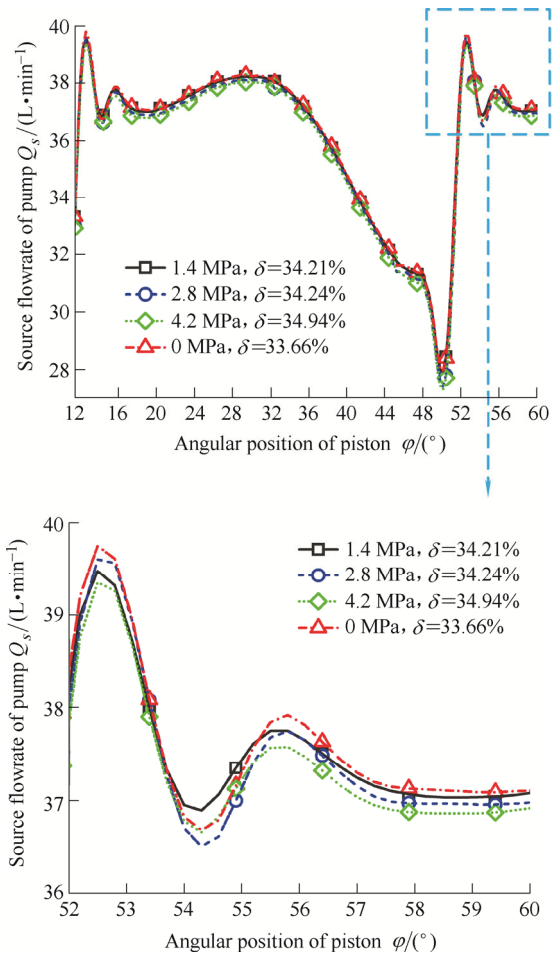 Source flowrate of pump Qs/(L•min−1)
40
38
36
34
32
30
28
1.4 MPa, δ=34.21%
2.8 MPa, δ=34.24%
4.2 MPa, δ=34.94%
0 MPa, δ=33.66%
12 16 20 24 28 32 36 40 44 48 52 56 60
Angular position of piston φ/(°)
Source flowrate of pump Qs/(L•min−1)
40
39
38
37
36
1.4 MPa, δ=34.21%
2.8 MPa, δ=34.24%
4.2 MPa, δ=34.94%
0 MPa, δ=33.66%
52 53 54 55 56 57 58 59 60
Angular position of piston φ/(°)